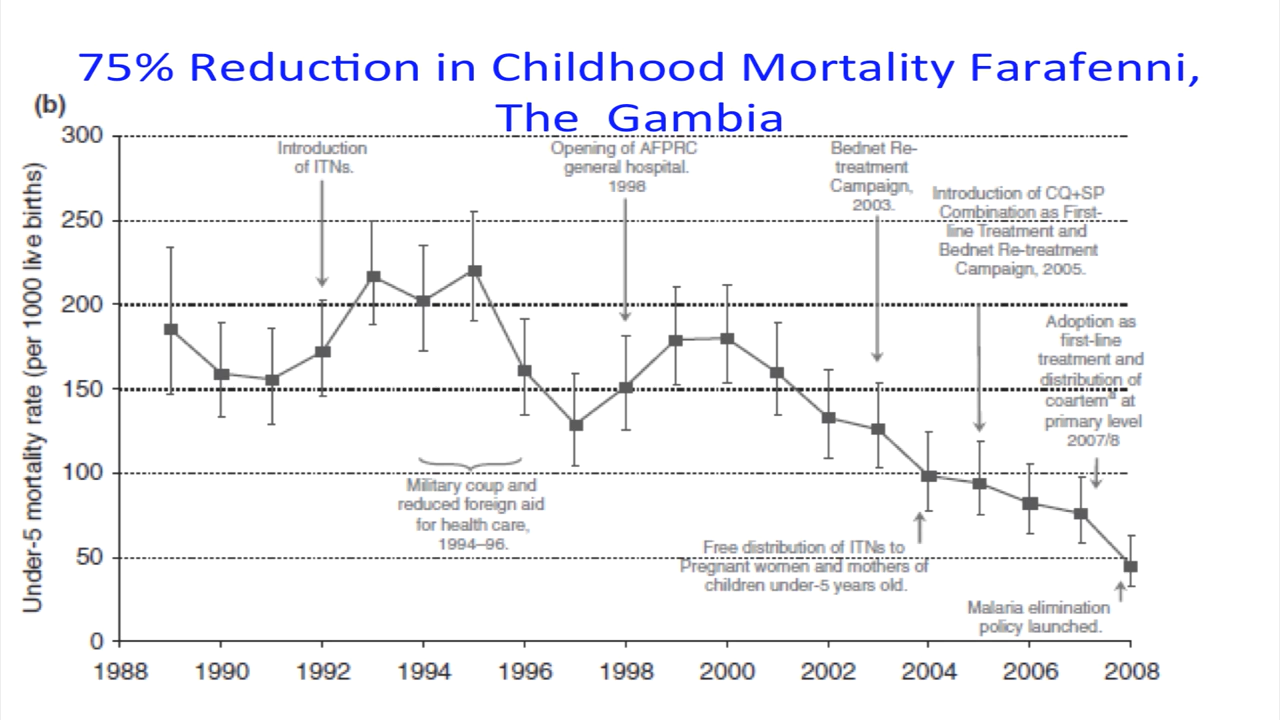 75% Reduction in Childhood Mortality Farafenni,
The Gambia
(b)
Under-5 mortality rate (per 1000 live births)
300
250
200
150
100
50
0
Introduction
of ITNs.
Opening of AFPRC
general hospital.
1998
Bednet Re-
treatment
Campaign,
2003.
Introduction of CQ+SP
Combination as First-
line Treatment and
Bednet Re-treatment
Campaign, 2005.
Adoption as
first-line
treatment and
distribution of
coartem® at
primary level
2007/8
Military coup and
reduced foreign aid
for health care,
1994–96.
Free distribution of ITNs to
Pregnant women and mothers of
children under-5 years old.
Malaria elimination
policy launched.
1988 1990 1992 1994 1996 1998 2000 2002 2004 2006 2008